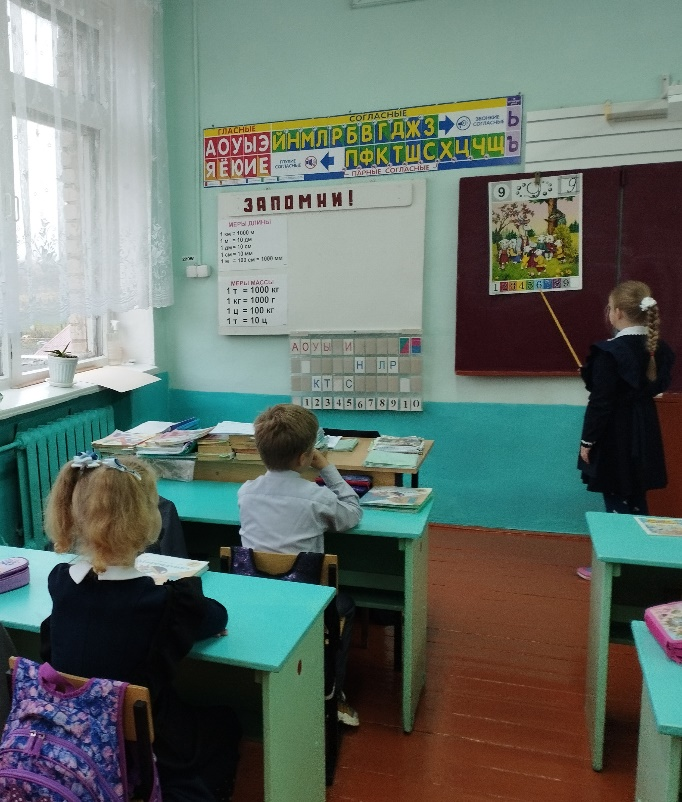 ГЛАСНЫЕ
СОГЛАСНЫЕ
АОУЫЭ
ЙНМЛРБВГДЖЗ
ЗВОНКИЕ СОГЛАСНЫЕ
Ь
ЯЁЮИЕ
ГЛУХИЕ СОГЛАСНЫЕ
ПФКТШСХЦЧЩ
Ъ
- ПАРНЫЕ СОГЛАСНЫЕ -
ЗАПОМНИ!
МЕРЫ ДЛИНЫ
1 км = 1000 м
1 м = 10 дм
1 дм = 10 см
1 см = 10 мм
1 м = 100 см = 1000 мм
МЕРЫ МАССЫ
1 т = 1000 кг
1 кг = 1000 г
1 ц = 100 кг
1 т = 10 ц
А О У Ы И
Н Л Р
К Т С
1 2 3 4 5 6 7 8 9 10
9 9 9
1 2 3 4 5 6 7 8 9